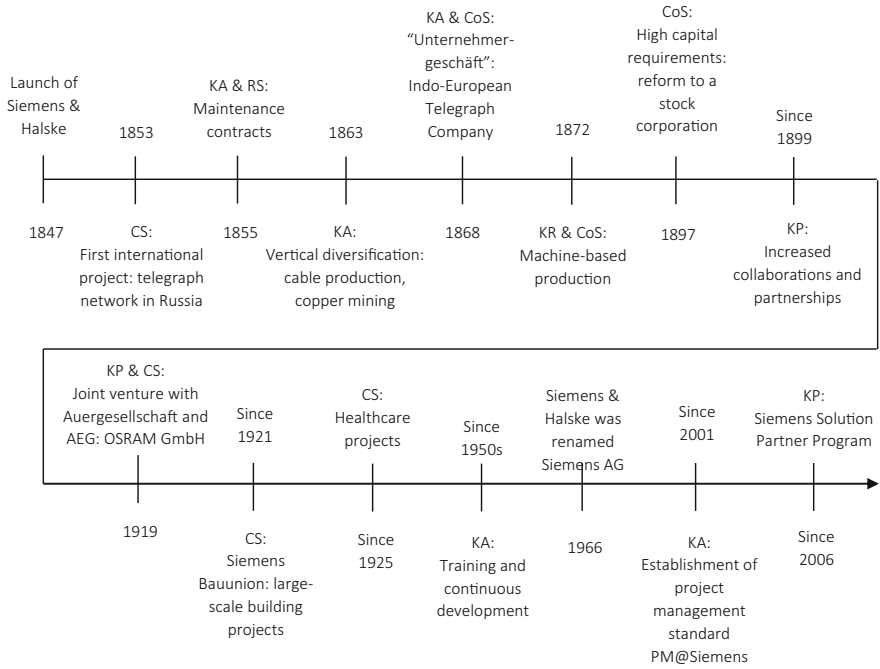 Launch of
Siemens &
Halske
1847
1853
CS:
First international
project: telegraph
network in Russia
KA & RS:
Maintenance
contracts
1855
1863
KA:
Vertical diversification:
cable production,
copper mining
KA & CoS:
“Unternehmer-
geschäft”:
Indo-European
Telegraph
Company
1868
1872
KR & CoS:
Machine-based
production
CoS:
High capital
requirements:
reform to a
stock
corporation
1897
Since
1899
KP:
Increased
collaborations and
partnerships
KP & CS:
Joint venture with
Auergesellschaft and
AEG: OSRAM GmbH
1919
Since
1921
CS:
Siemens
Bauunion: large-
scale building
projects
CS:
Healthcare
projects
Since
1925
Since
1950s
KA:
Training and
continuous
development
Siemens &
Halske was
renamed
Siemens AG
1966
Since
2001
KA:
Establishment of
project
management
standard
PM@Siemens
KP:
Siemens Solution
Partner Program
Since
2006